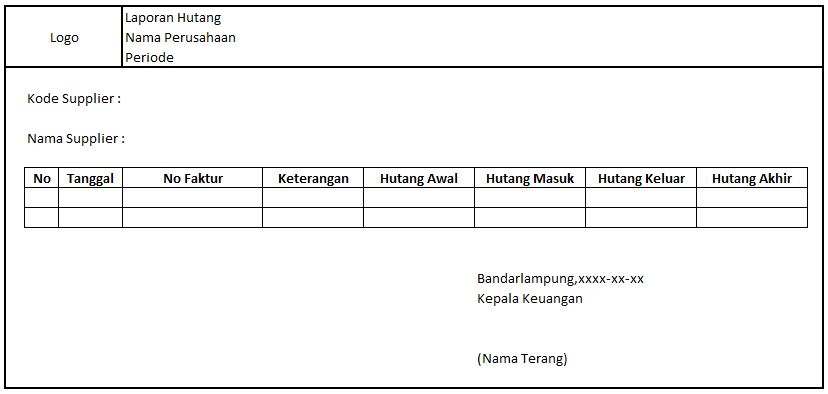 Logo
Laporan Hutang
Nama Perusahaan
Periode
Kode Supplier :
Nama Supplier :
No Tanggal No Faktur Keterangan Hutang Awal Hutang Masuk Hutang Keluar Hutang Akhir
Bandarlampung,xxxx-xx-xx
Kepala Keuangan
(Nama Terang)